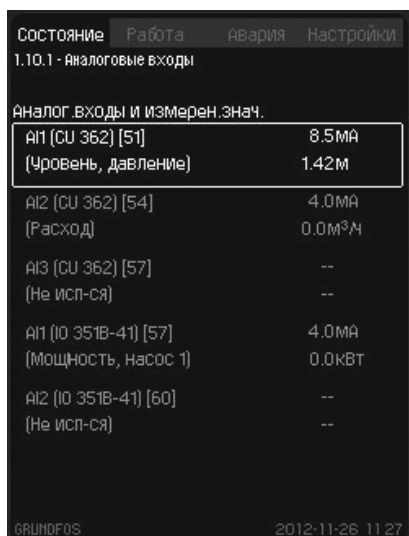 Состояние Работа Авария Настройки
1.10.1 - Аналоговые входы
Аналог.входы и измерен.знач.
AI1 (CU 362) [51] 8.5мА
(Уровень, давление) 1.42м
AI2 (CU 362) [54] 4.0мА
(Расход) 0.0м³/ч
AI3 (CU 362) [57] --
(Не исп-ся) --
AI1 (IO 351B-41) [57] 4.0мА
(Мощность, насос 1) 0.0кВт
AI2 (IO 351B-41) [60] --
(Не исп-ся) --
GRUNDFOS 2012-11-26 11:27